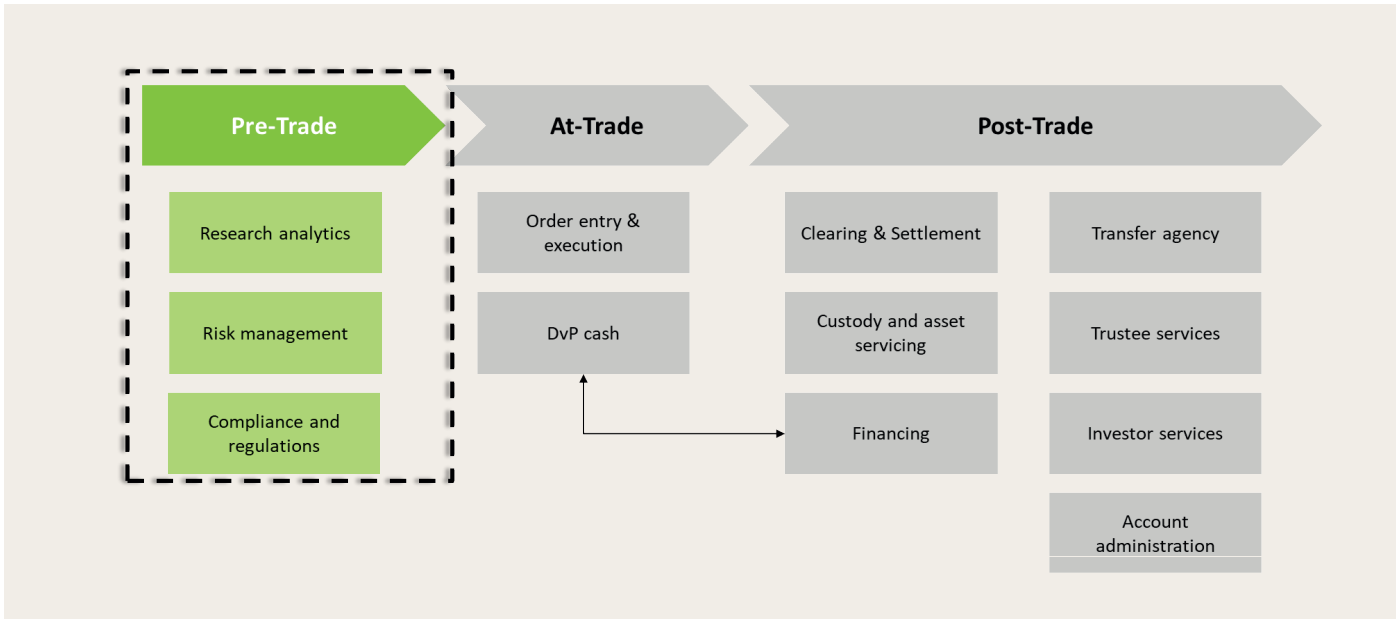 Pre-Trade
At-Trade
Post-Trade
Research analytics
Order entry &
execution
Clearing & Settlement
Transfer agency
Risk management
DvP cash
Custody and asset
servicing
Trustee services
Compliance and
regulations
Financing
Investor services
Account
administration